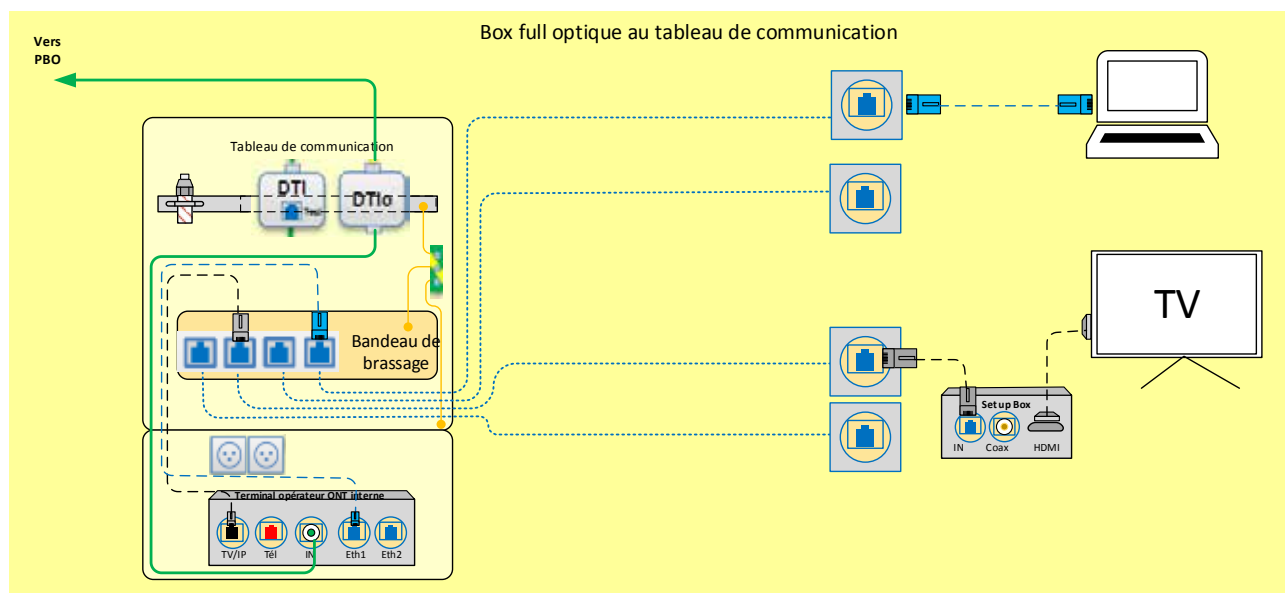 Box full optique au tableau de communication
Vers
PBO
Tableau de communication
DTI
DTIo
Bandeau de
brassage
TV
Set up Box
IN
Coax
HDMI
Terminal opérateur ONT interne
TV/IP
Tél
IN
Eth1
Eth2